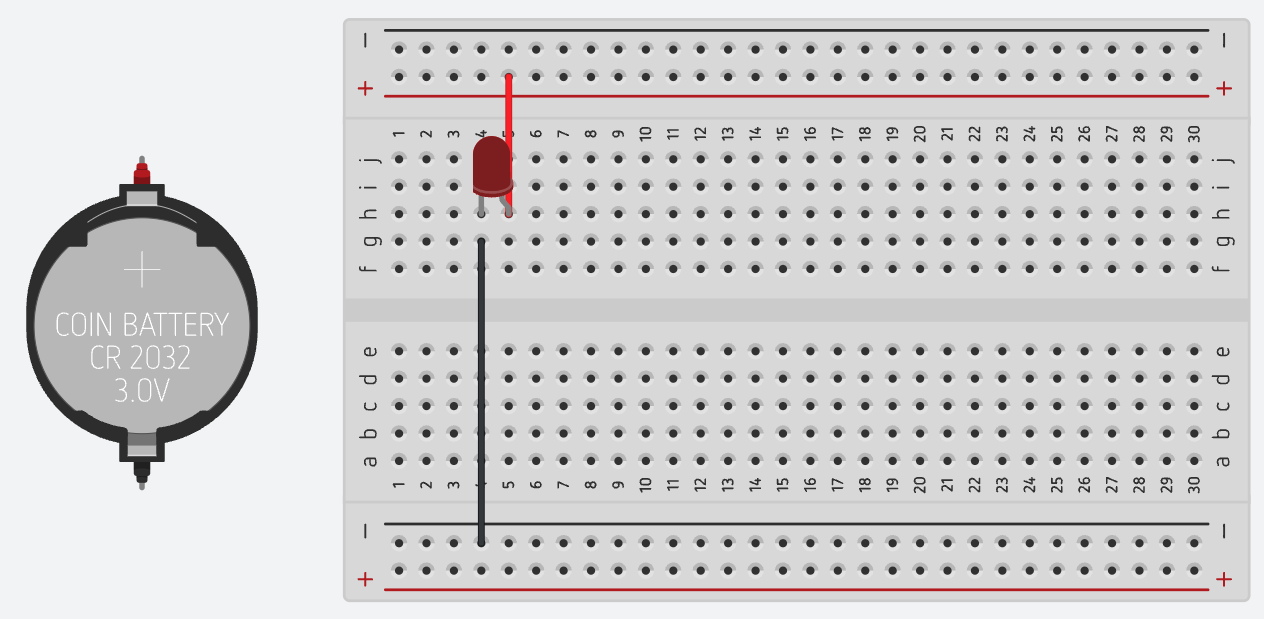 − −
+ +
1 2 3 4 5 6 7 8 9 10 11 12 13 14 15 16 17 18 19 20 21 22 23 24 25 26 27 28 29 30
j j
i i
h h
g g
f f
+
COIN BATTERY
CR 2032
3.0V
e e
d d
c c
b b
a a
1 2 3 5 6 7 8 9 10 11 12 13 14 15 16 17 18 19 20 21 22 23 24 25 26 27 28 29 30
− −
+ +